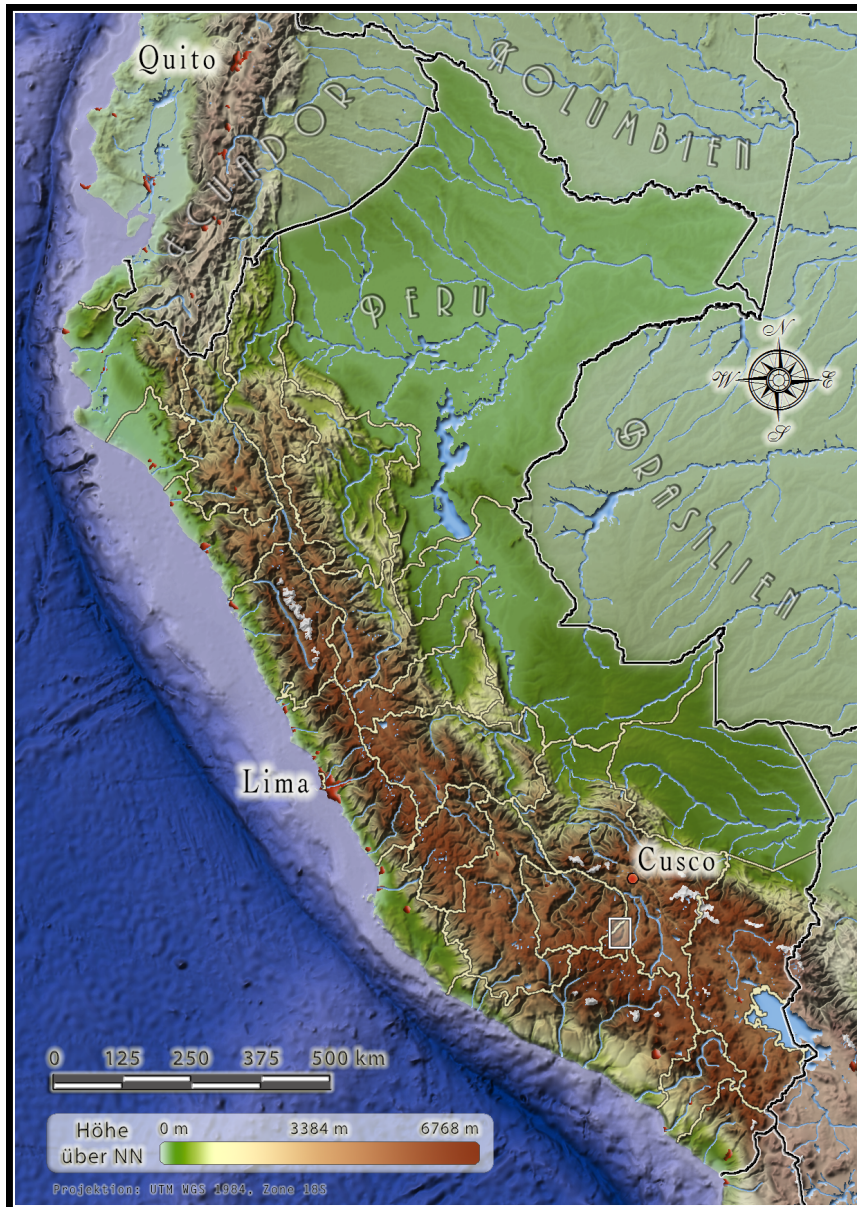 Quito
ECUADOR
KOLUMBIEN
PERU
N
W E
S
BRASILIEN
Lima
Cusco
0 125 250 375 500 km
Höhe über NN
0 m 3384 m 6768 m
Projektion: UTM WGS 1984, Zone 18S